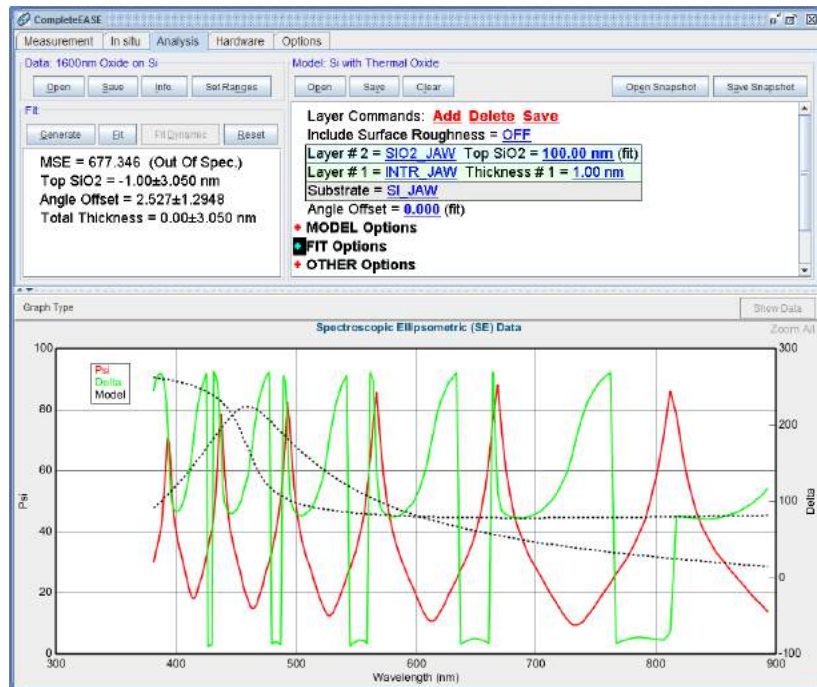 CompleteEASE
Measurement In situ Analysis Hardware Options
Data: 1600nm Oxide on Si
Open Save Info Set Ranges
Fit
Generate Fit Fit Dynamic Reset
MSE = 677.346 (Out Of Spec.)
Top SiO2 = -1.00±3.050 nm
Angle Offset = 2.527±1.2948
Total Thickness = 0.00±3.050 nm
Model: Si with Thermal Oxide
Open Save Clear Open Snapshot Save Snapshot
Layer Commands: Add Delete Save
Include Surface Roughness = OFF
Layer # 2 = SIO2_JAW Top SiO2 = 100.00 nm (fit)
Layer # 1 = INTR_JAW Thickness # 1 = 1.00 nm
Substrate = SI_JAW
Angle Offset = 0.000 (fit)
+ MODEL Options
+ FIT Options
+ OTHER Options
Graph Type Show Data
Spectroscopic Ellipsometric (SE) Data Zoom All
Psi
Delta
Model
100
80
60
40
20
0
Psi
300
200
100
0
-100
Delta
300 400 500 600 700 800 900
Wavelength (nm)